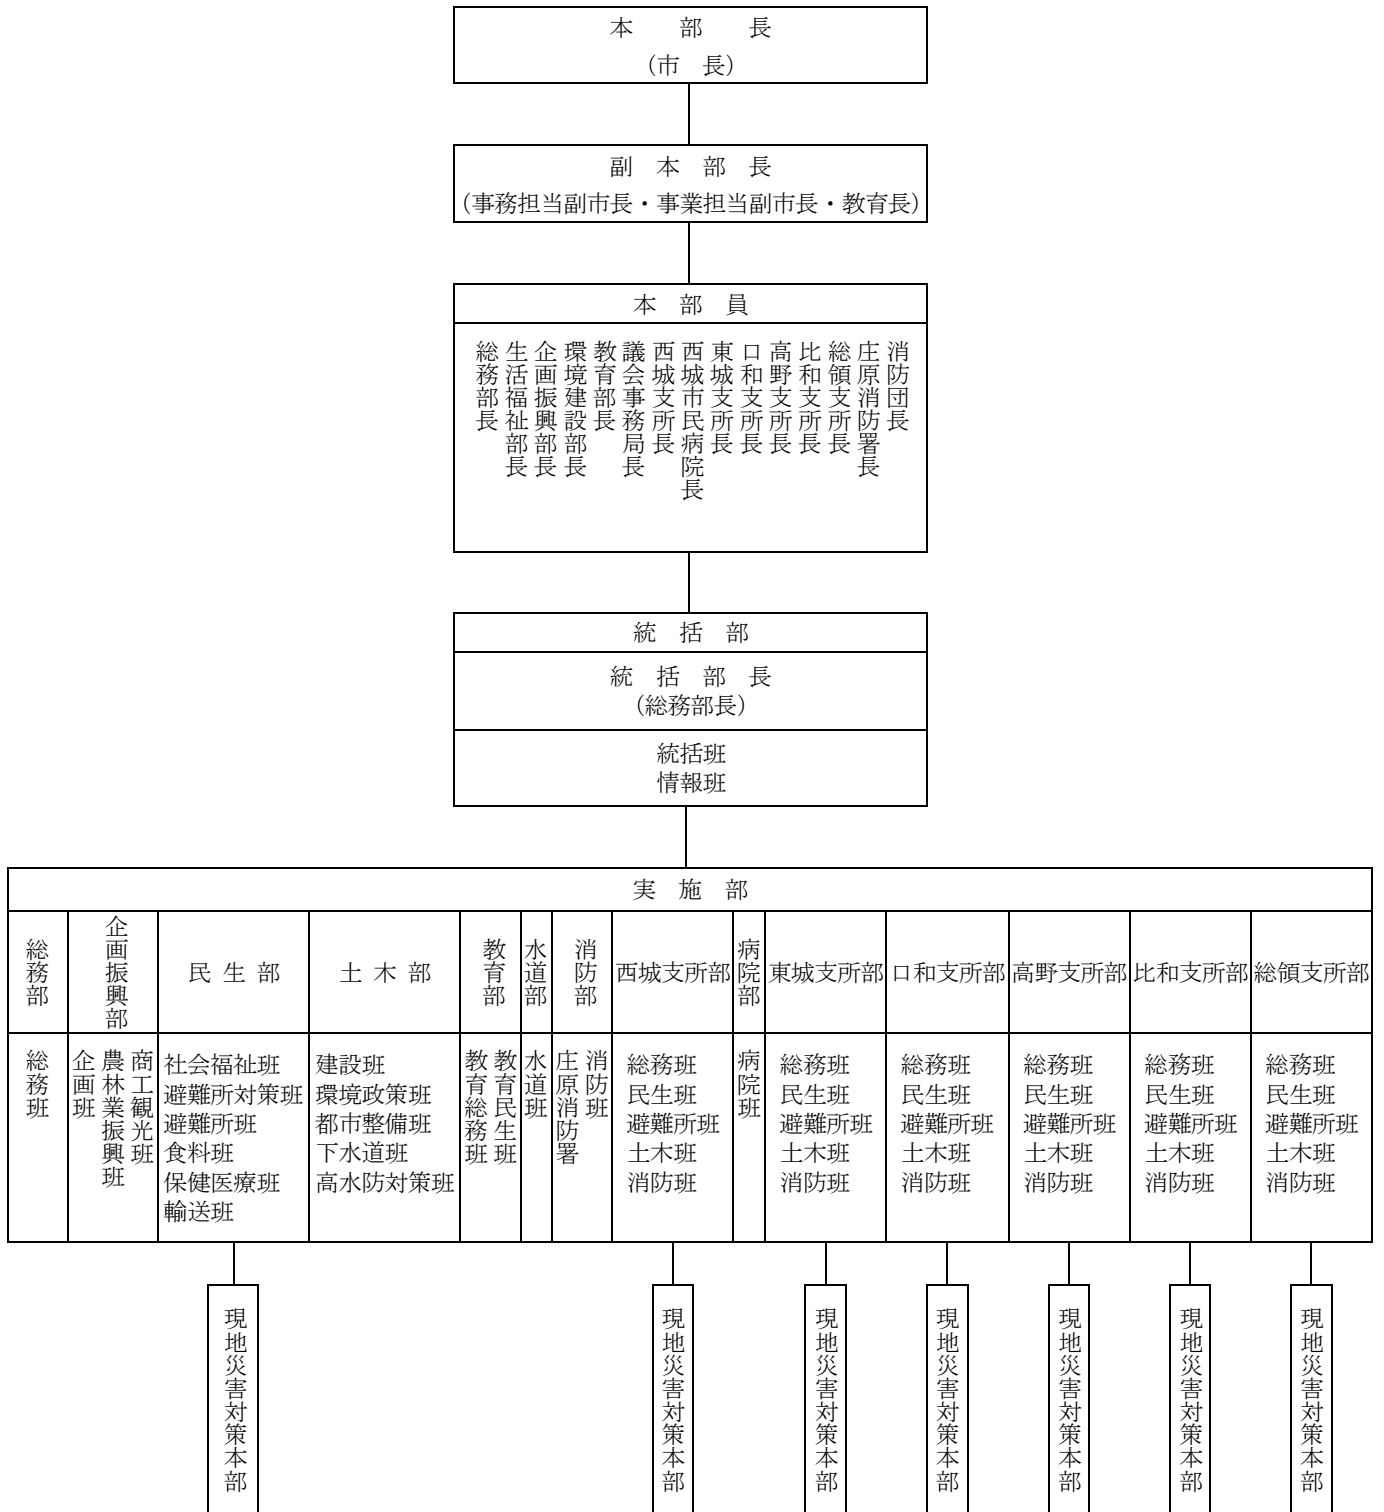 本　部　長
（市　長）
副　本　部　長
（事務担当副市長・事業担当副市長・教育長）
本　部　員
総務部長
生活福祉部長
企画振興部長
環境建設部長
教育部長
議会事務局長
西城支所長
西城市民病院長
東城支所長
口和支所長
高野支所長
比和支所長
総領支所長
庄原消防署長
消防団長
統　括　部
統　括　部　長
（総務部長）
統括班
情報班
実　施　部
総務部
企画振興部
民 生 部
土 木 部
教育部
水道部
消防部
西城支所部
病院部
東城支所部
口和支所部
高野支所部
比和支所部
総領支所部
総務班
企画班
農林業振興班
商工観光班
社会福祉班
避難所対策班
避難所班
食料班
保健医療班
輸送班
建設班
環境政策班
都市整備班
下水道班
高水防対策班
教育総務班
教育民生班
水道班
庄原消防署
消防班
総務班
民生班
避難所班
土木班
消防班
病院班
総務班
民生班
避難所班
土木班
消防班
総務班
民生班
避難所班
土木班
消防班
総務班
民生班
避難所班
土木班
消防班
総務班
民生班
避難所班
土木班
消防班
総務班
民生班
避難所班
土木班
消防班
現地災害対策本部
現地災害対策本部
現地災害対策本部
現地災害対策本部
現地災害対策本部
現地災害対策本部
現地災害対策本部